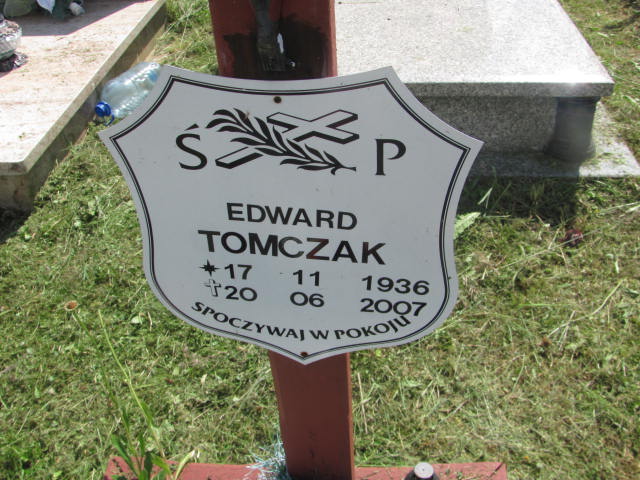 Ś P
EDWARD
TOMCZAK
17 11 1936
20 06 2007
SPOCZYWAJ W POKOJU